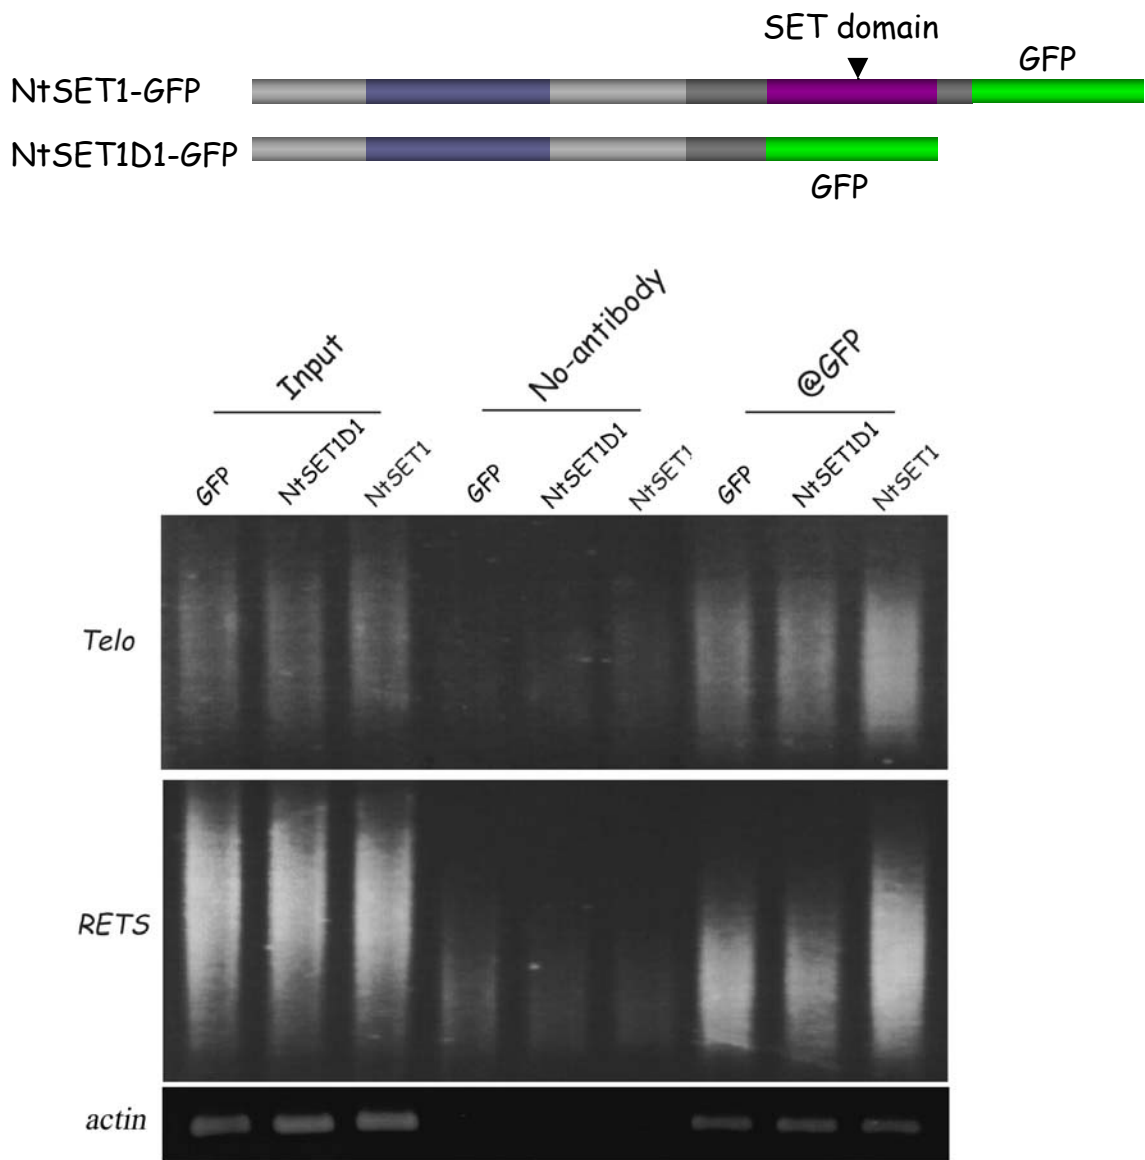 SET domain
GFP
NtSET1-GFP
NtSET1D1-GFP
GFP
Input
No-antibody
@GFP
GFP
NtSET1D1
NtSET1
GFP
NtSET1D1
NtSET1
GFP
NtSET1D1
NtSET1
Telo
RETS
actin